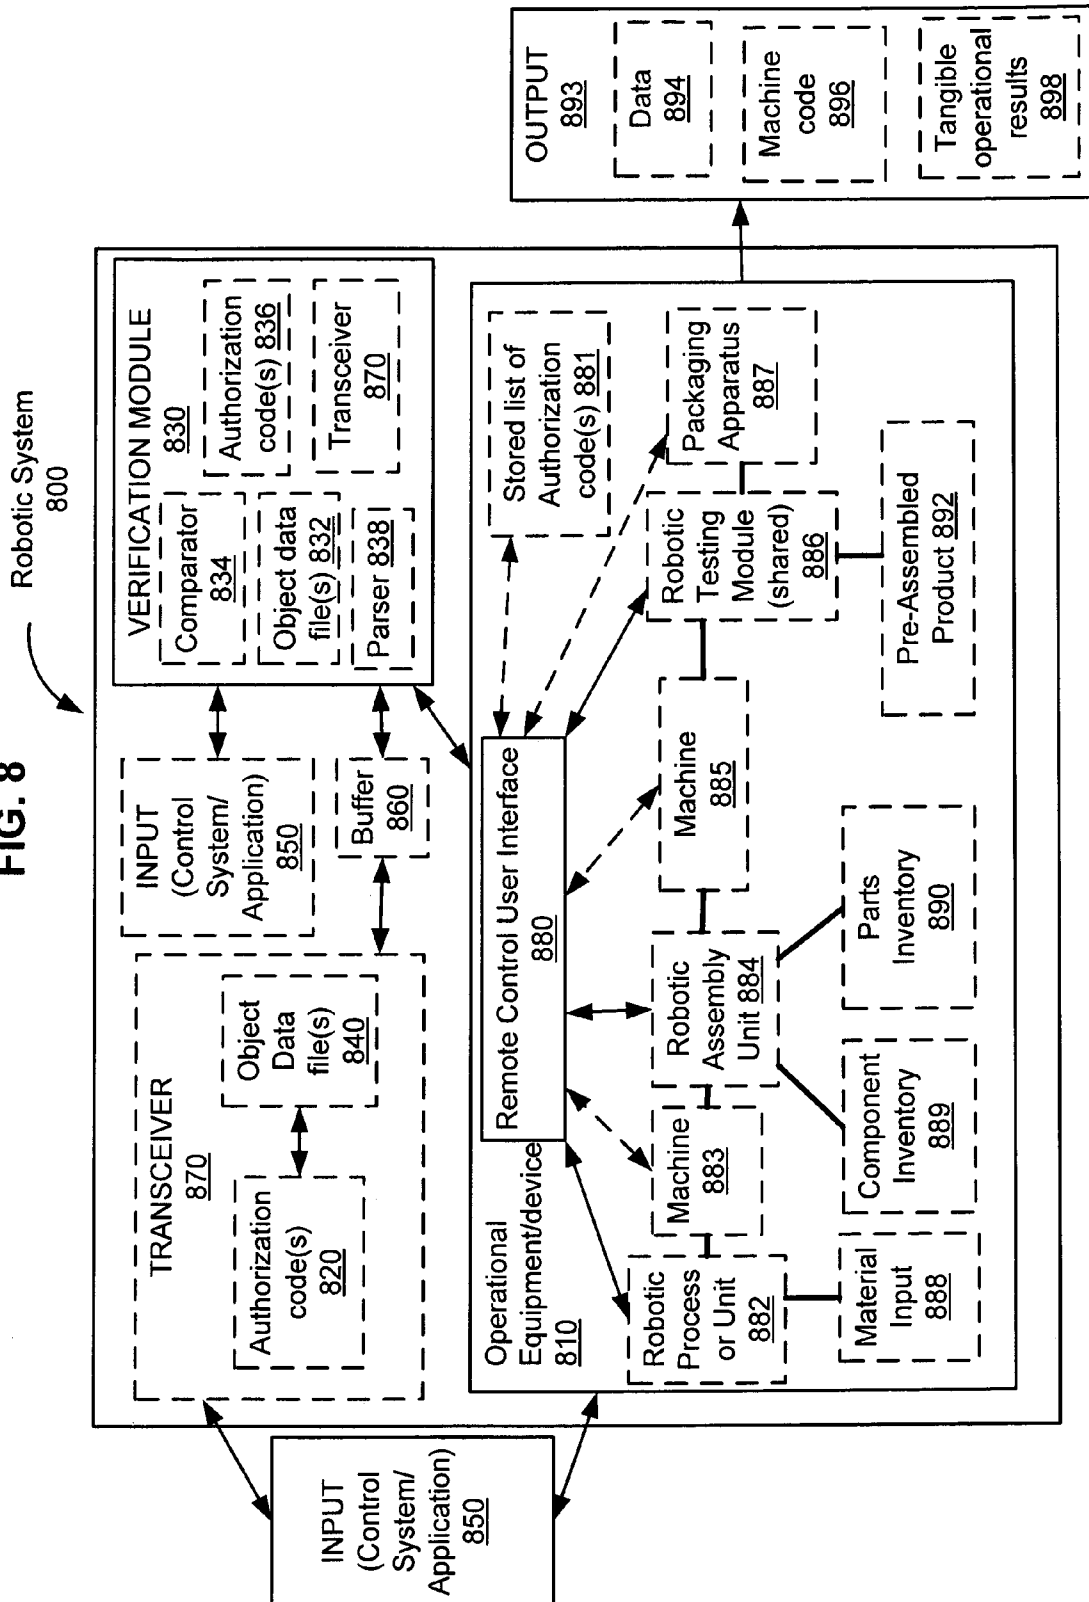 FIG. 8
Robotic System
800
INPUT
(Control
System/
Application)
850
TRANSCEIVER
870
Authorization
code(s)
820
Object
Data
file(s)
840
INPUT
(Control
System/
Application)
850
Buffer
860
VERIFICATION MODULE
830
Comparator
834
Authorization
code(s) 836
Object data
file(s) 832
Transceiver
870
Parser 838
Operational
Equipment/device
810
Remote Control User Interface
880
Stored list of
Authorization
code(s) 881
Robotic
Process
or Unit
882
Machine
883
Robotic
Assembly
Unit 884
Machine
885
Robotic
Testing
Module
(shared)
886
Packaging
Apparatus
887
Material
Input
888
Component
Inventory
889
Parts
Inventory
890
Pre-Assembled
Product 892
OUTPUT
893
Data
894
Machine
code
896
Tangible
operational
results
898